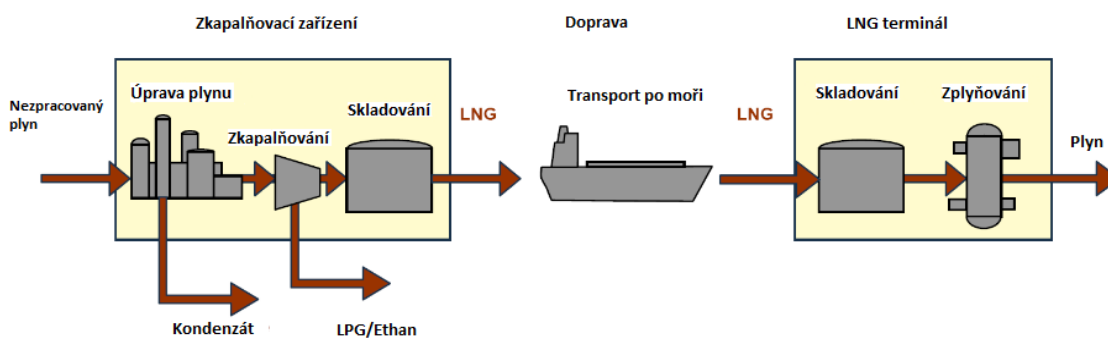 Zkapalňovací zařízení
Doprava
LNG terminál
Nezpracovaný
plyn
Úprava plynu
Zkapalňování
Skladování
LNG
Transport po moři
LNG
Skladování
Zplyňování
Plyn
Kondenzát
LPG/Ethan